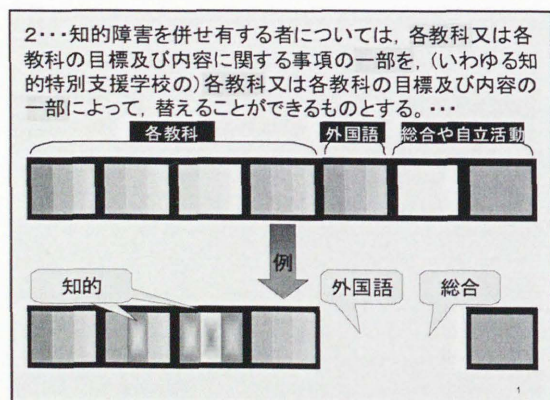 2・・・知的障害を併せ有する者については，各教科又は各
教科の目標及び内容に関する事項の一部を，（いわゆる知
的特別支援学校の）各教科又は各教科の目標及び内容の
一部によって，替えることができるものとする。・・・
各教科 外国語 総合や自立活動
例
知的 外国語 総合
1